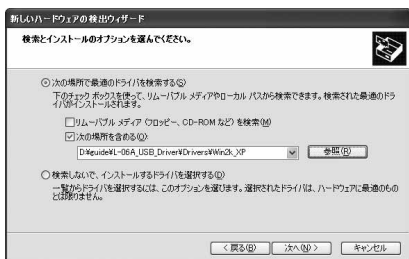 新しいハードウェアの検出ウィザード
検索とインストールのオプションを選んでください。
次の場所で最適のドライバを検索する(S)
下のチェック ボックスを使って、リムーバブル メディアやローカル パスから検索できます。検索された最適のドラ
イバがインストールされます。
リムーバブル メディア (フロッピー、CD-ROM など) を検索(M)
次の場所を含める(O):
D:¥guide¥L-06A_USB_Driver¥Drivers¥Win2k_XP
参照(R)
検索しないで、インストールするドライバを選択する(D)
一覧からドライバを選択するには、このオプションを選びます。選択されたドライバは、ハードウェアに最適のもの
とは限りません。
< 戻る(B)
次へ(N) >
キャンセル